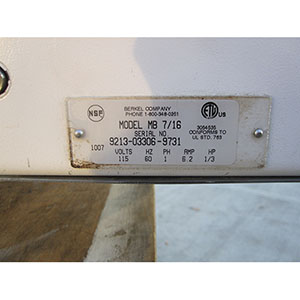 BERKEL COMPANY
PHONE 1-800-348-0251
NSF
ETL US
MODEL MB 7/16
SERIAL NO
9213-03306-9731
3054535
CONFORMS TO
UL STD. 763
1007
VOLTS HZ PH AMP HP
115 60 1 6.2 1/3